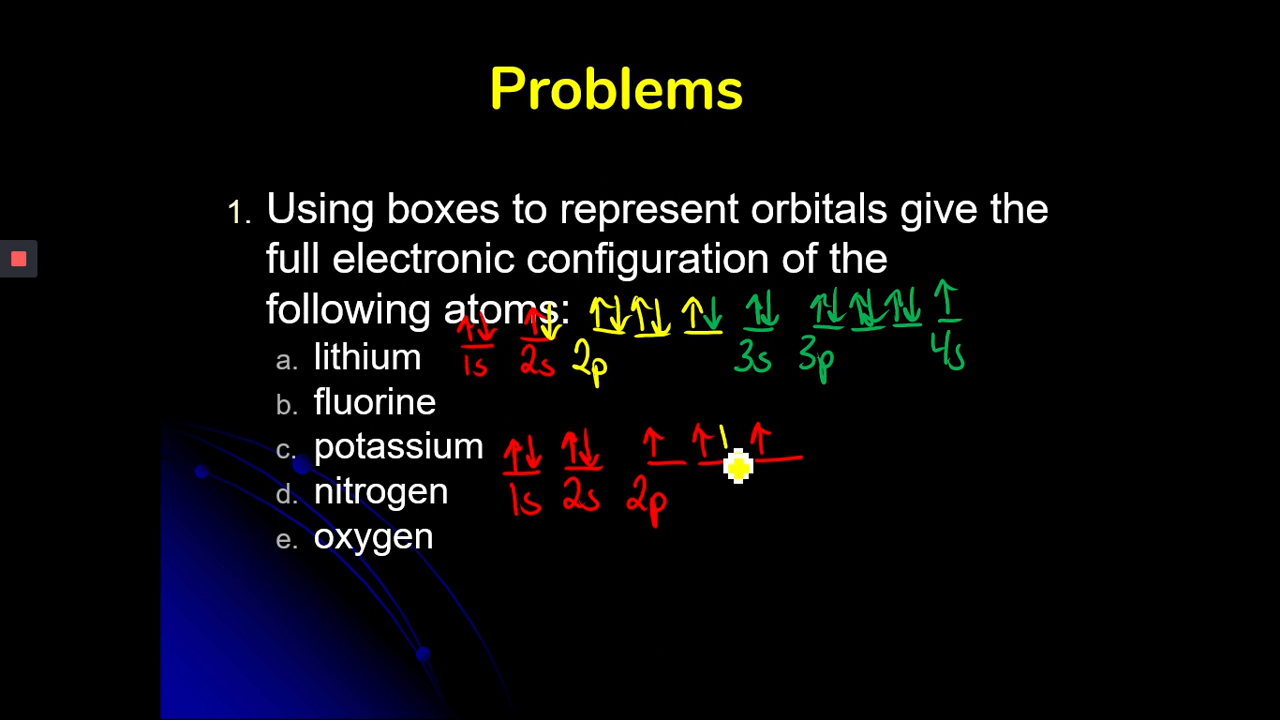 Problems
1. Using boxes to represent orbitals give the
full electronic configuration of the
following atoms: ↑↓ ↑↓ ↑↓ ↑↓ ↑↓ ↑↓ ↑↓ ↑
↑↓ ↑↓
a. lithium 1s 2s 2p 3s 3p 4s
b. fluorine
c. potassium ↑↓ ↑↓ ↑ ↑ ↑
d. nitrogen 1s 2s 2p
e. oxygen